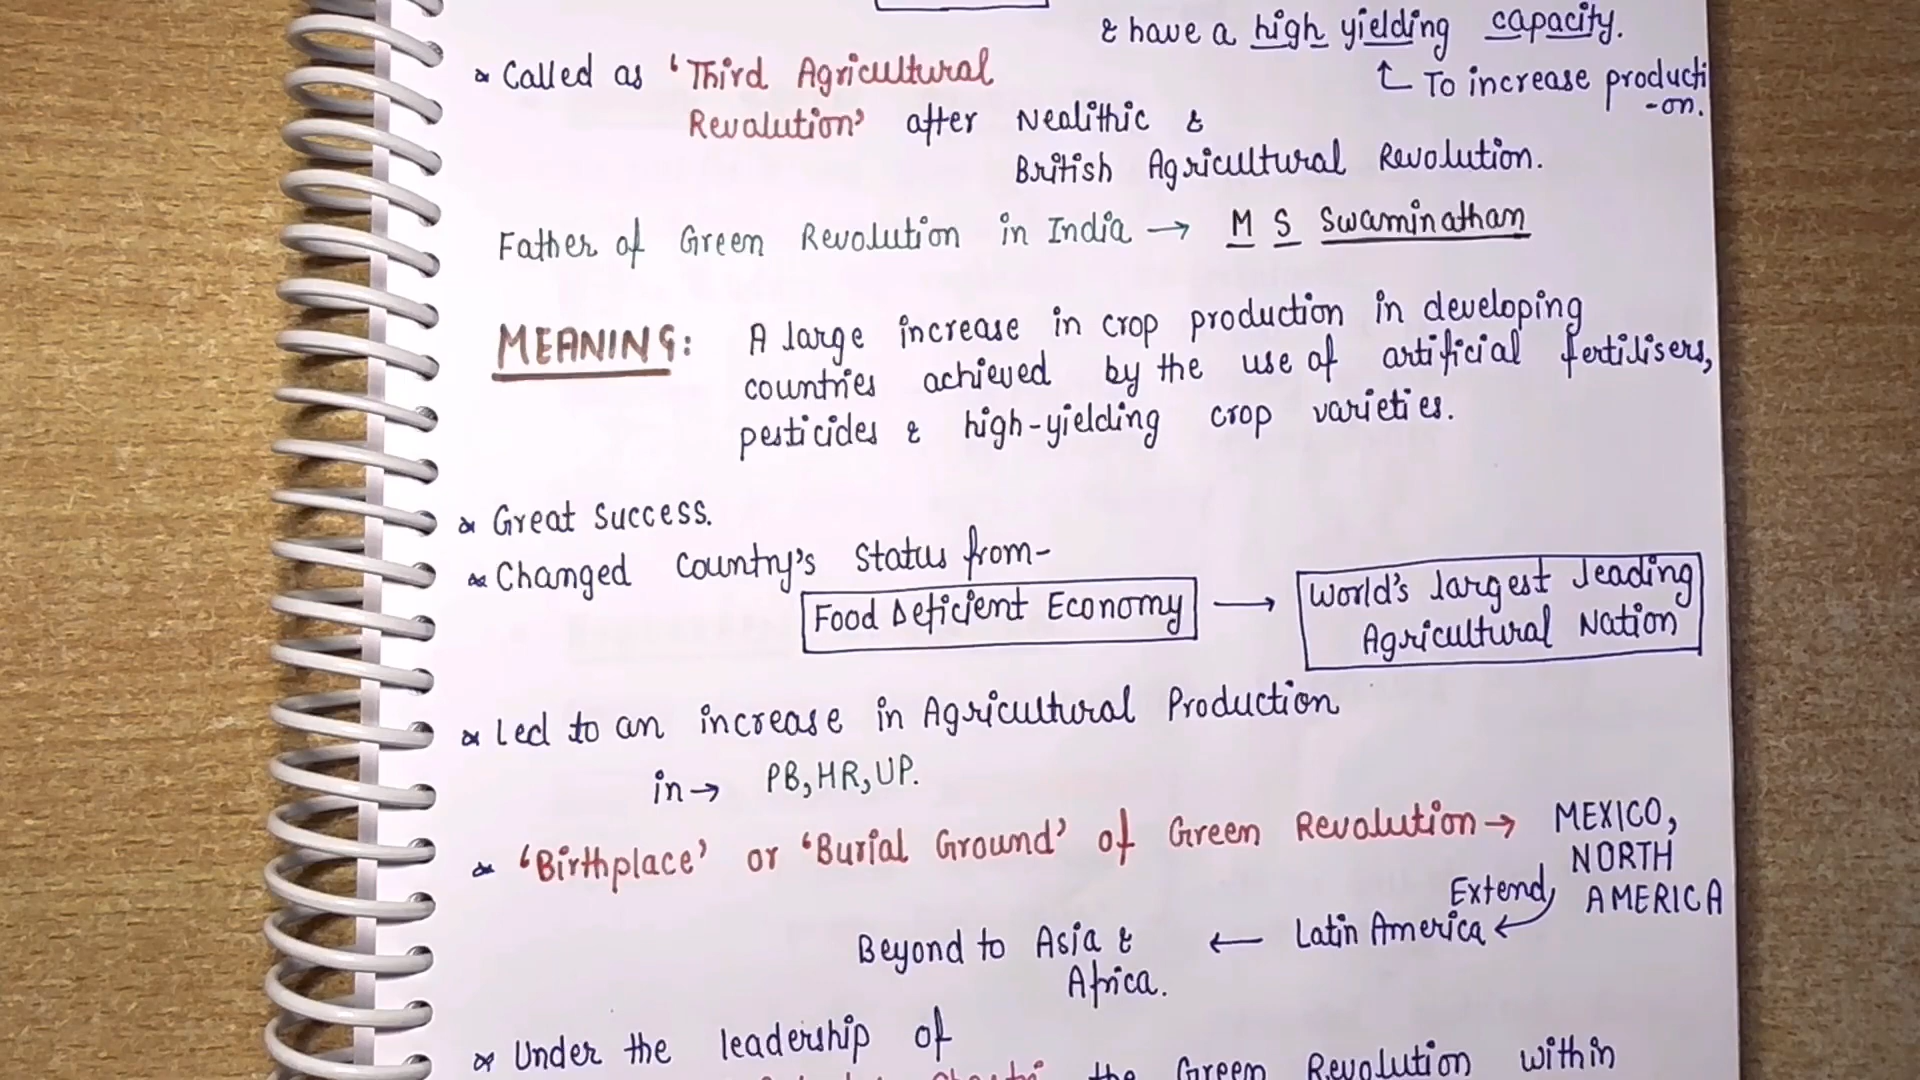 & have a high yielding capacity.
↑ To increase producti
-on.
* Called as 'Third Agricultural
Revalution' after Nealithic &
British Agricultural Revolution.
Father of Green Revolution in India → M S Swaminathan
MEANING: A large increase in crop production in developing
countries achieved by the use of artificial fertilisers,
pesticides & high-yielding crop varieties.
* Great Success.
* Changed Country's Status from-
Food Deficient Economy → World's largest leading
Agricultural Nation
* Led to an increase in Agricultural Production
in → PB, HR, UP.
* 'Birthplace' or 'Burial Ground' of Green Revolution → MEXICO,
NORTH
AMERICA
Extend
Beyond to Asia & ← Latin America ←
Africa.
* Under the leadership of
the Green Revolution within